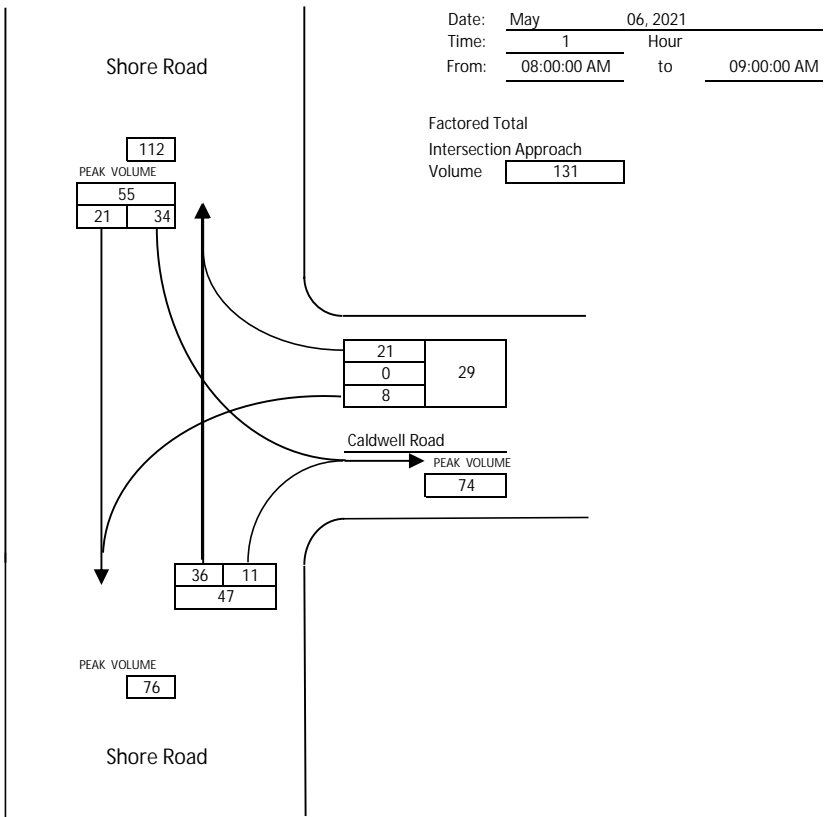 Date: May 06, 2021
Time: 1 Hour
From: 08:00:00 AM to 09:00:00 AM
Shore Road
Factored Total
Intersection Approach
Volume 131
112
PEAK VOLUME
55
21 34
21
0
8
29
Caldwell Road
PEAK VOLUME
74
36 11
47
PEAK VOLUME
76
Shore Road